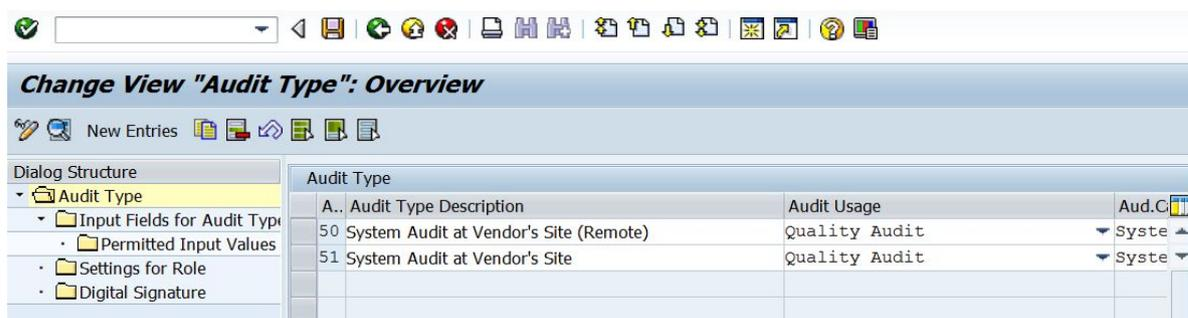 Change View "Audit Type": Overview
New Entries
Dialog Structure
Audit Type
Input Fields for Audit Type
Permitted Input Values
Settings for Role
Digital Signature
Audit Type
A.. Audit Type Description Audit Usage Aud.C
50 System Audit at Vendor's Site (Remote) Quality Audit Syste
51 System Audit at Vendor's Site Quality Audit Syste